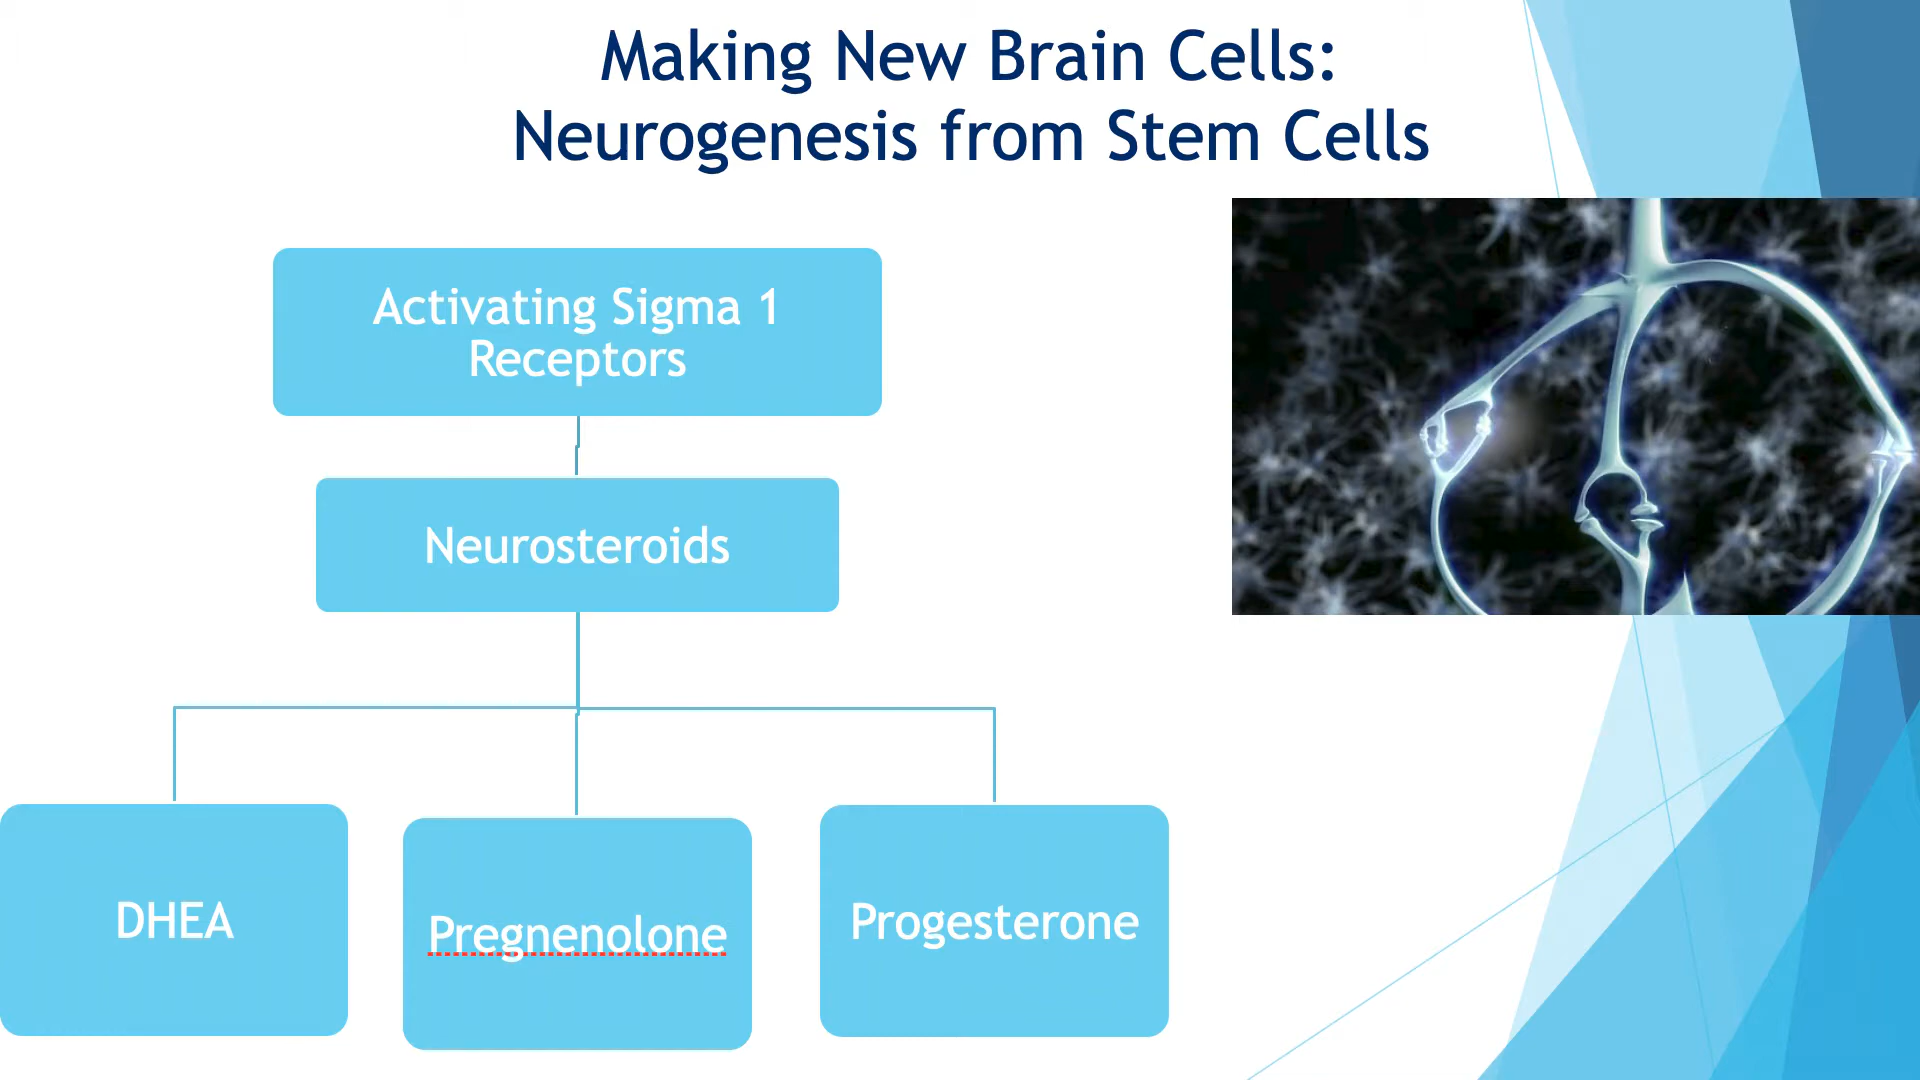 Making New Brain Cells:
Neurogenesis from Stem Cells
Activating Sigma 1
Receptors
Neurosteroids
DHEA
Pregnenolone
Progesterone